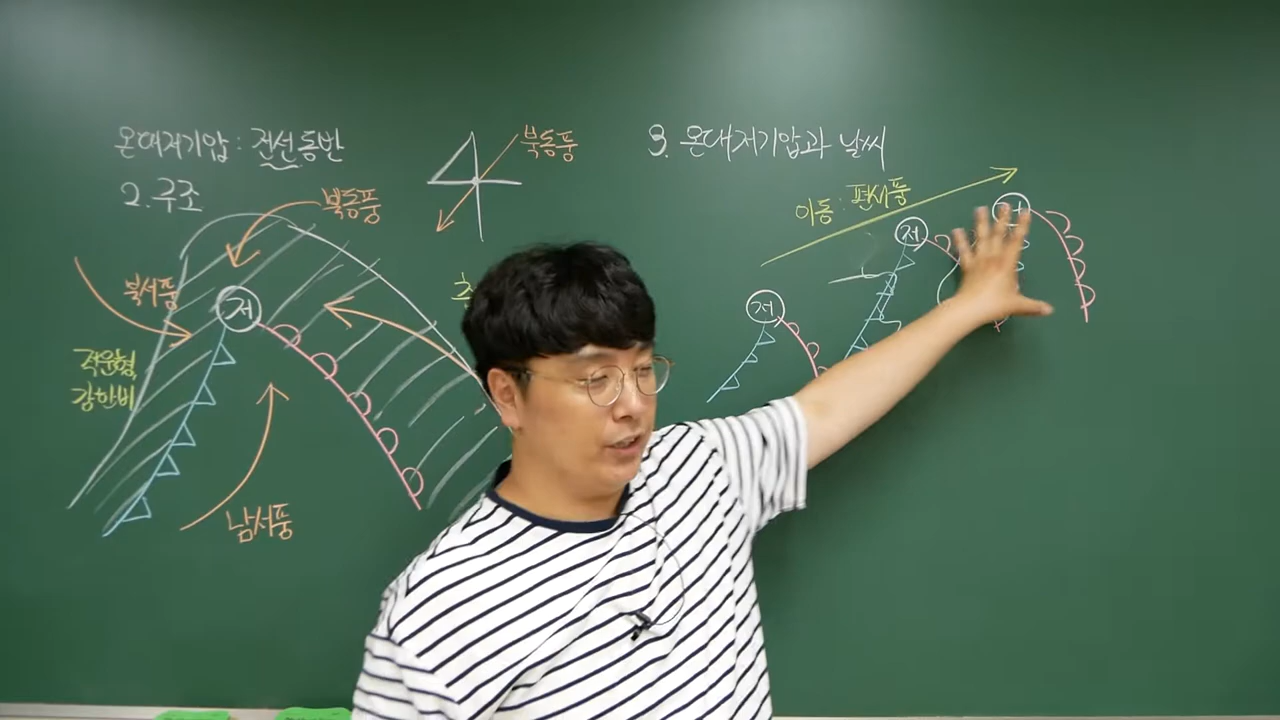 온대저기압 : 전선 동반
2. 구조
북동풍
북동풍
북서풍
저
적운형,
강한비
남서풍
3. 온대저기압과 날씨
이동 : 편서풍
저
저